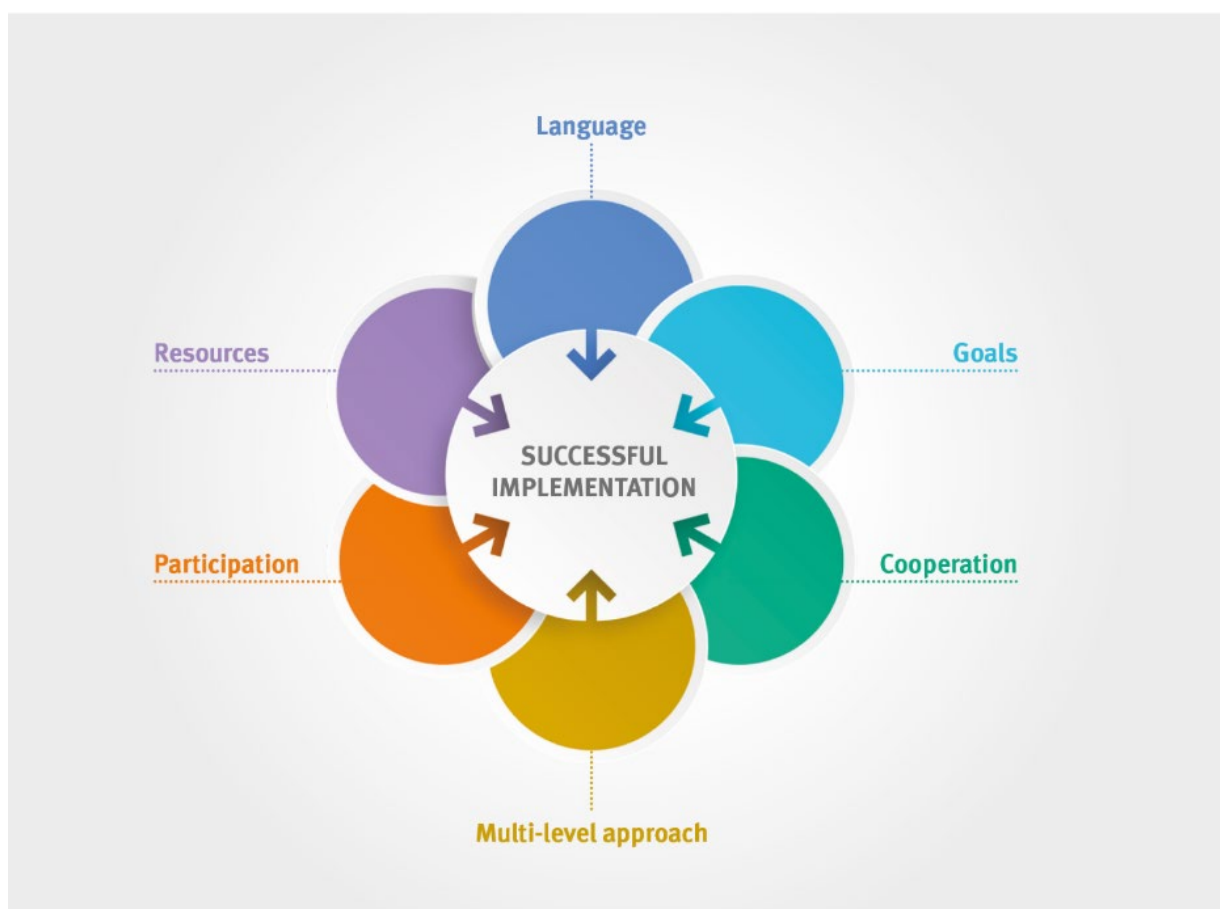 Language
Resources
Goals
SUCCESSFUL
IMPLEMENTATION
Participation
Cooperation
Multi-level approach